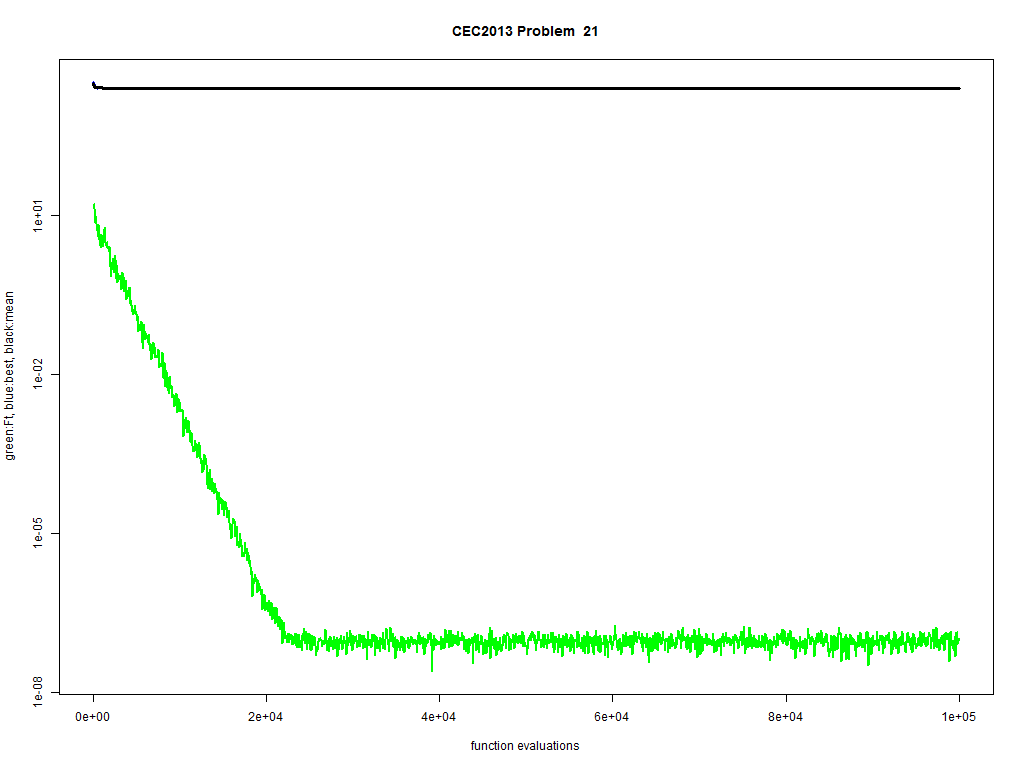 CEC2013 Problem  21
green:Ft, blue:best, black:mean
1e+01
1e-02
1e-05
1e-08
0e+00 2e+04 4e+04 6e+04 8e+04 1e+05
function evaluations